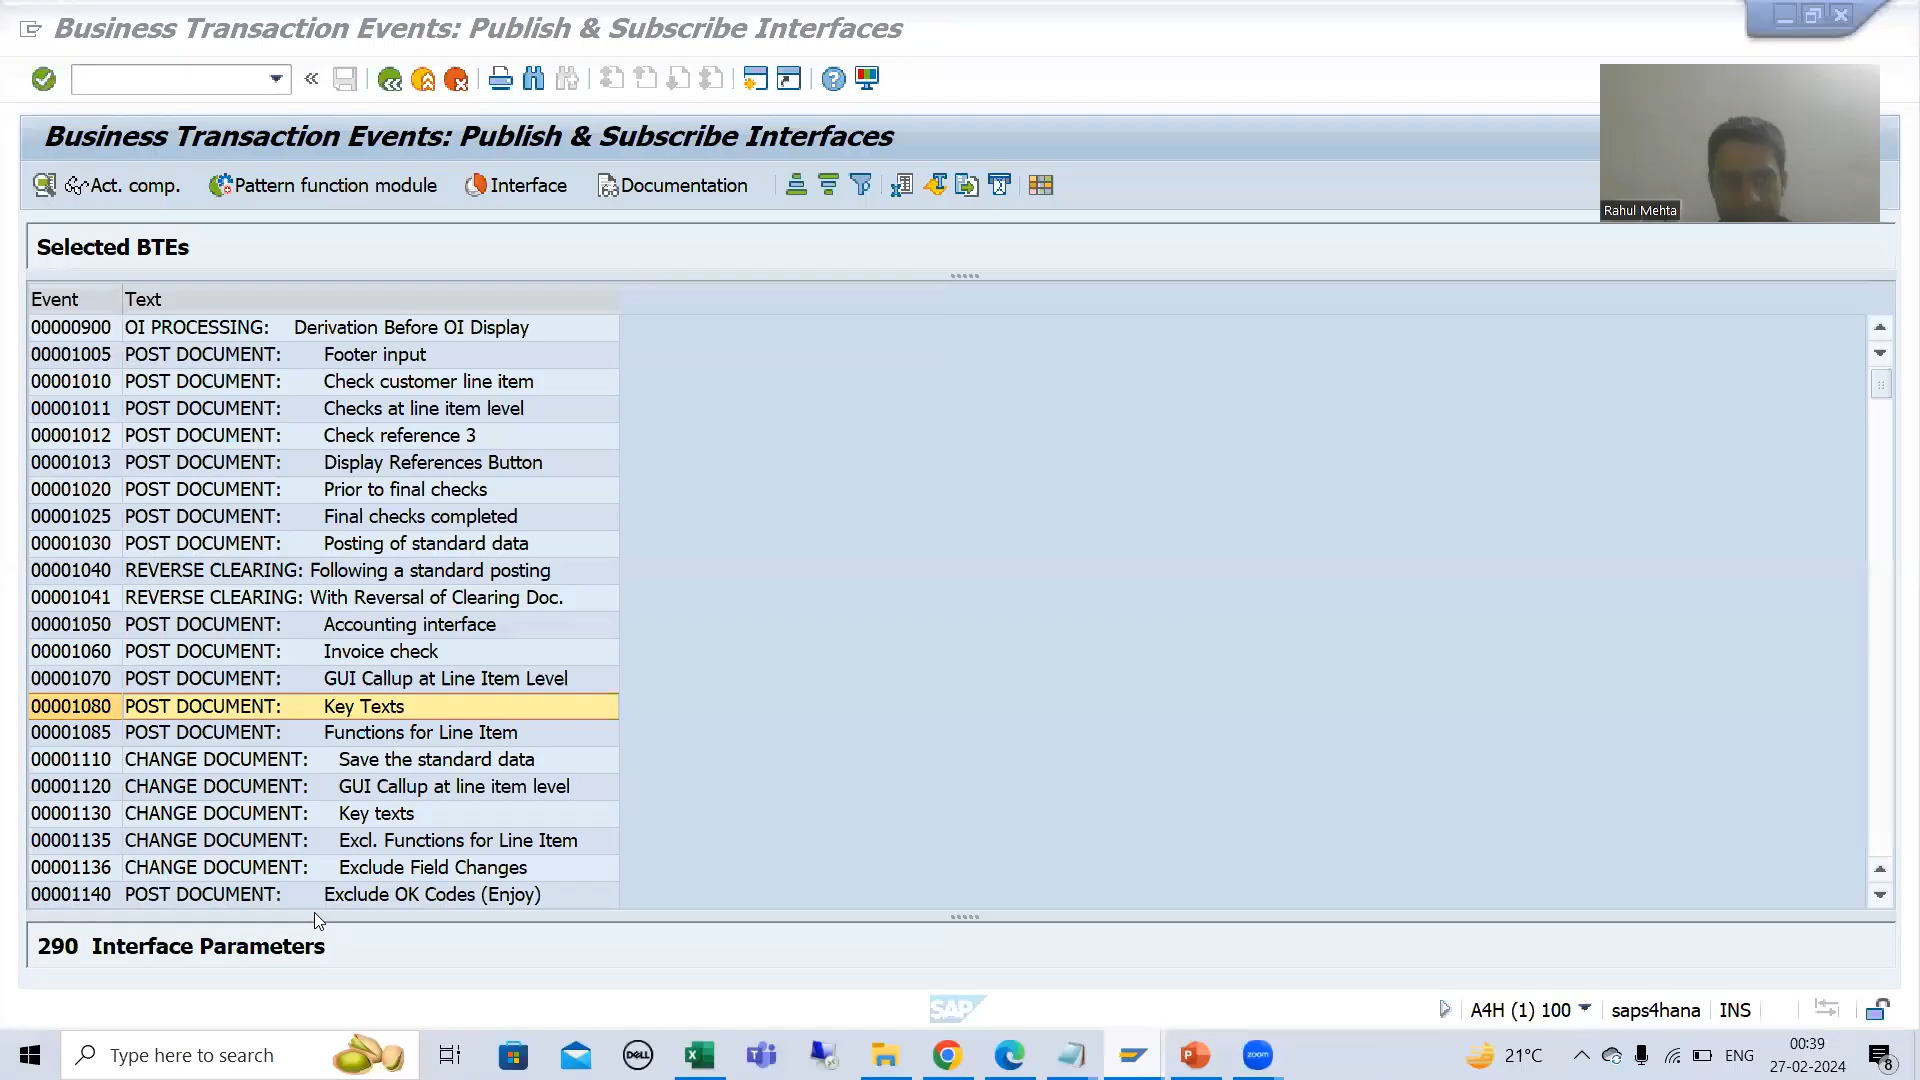 Business Transaction Events: Publish & Subscribe Interfaces
Business Transaction Events: Publish & Subscribe Interfaces
Act. comp. Pattern function module Interface Documentation
Rahul Mehta
Selected BTEs
Event Text
00000900 OI PROCESSING: Derivation Before OI Display
00001005 POST DOCUMENT: Footer input
00001010 POST DOCUMENT: Check customer line item
00001011 POST DOCUMENT: Checks at line item level
00001012 POST DOCUMENT: Check reference 3
00001013 POST DOCUMENT: Display References Button
00001020 POST DOCUMENT: Prior to final checks
00001025 POST DOCUMENT: Final checks completed
00001030 POST DOCUMENT: Posting of standard data
00001040 REVERSE CLEARING: Following a standard posting
00001041 REVERSE CLEARING: With Reversal of Clearing Doc.
00001050 POST DOCUMENT: Accounting interface
00001060 POST DOCUMENT: Invoice check
00001070 POST DOCUMENT: GUI Callup at Line Item Level
00001080 POST DOCUMENT: Key Texts
00001085 POST DOCUMENT: Functions for Line Item
00001110 CHANGE DOCUMENT: Save the standard data
00001120 CHANGE DOCUMENT: GUI Callup at line item level
00001130 CHANGE DOCUMENT: Key texts
00001135 CHANGE DOCUMENT: Excl. Functions for Line Item
00001136 CHANGE DOCUMENT: Exclude Field Changes
00001140 POST DOCUMENT: Exclude OK Codes (Enjoy)
290 Interface Parameters
SAP
A4H (1) 100 saps4hana INS
Type here to search
DELL
zoom
21°C
ENG
00:39
27-02-2024
8